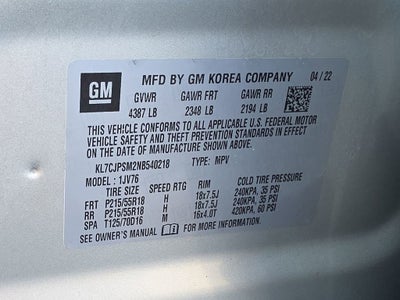 GM
MFD BY GM KOREA COMPANY 04/22
GVWR GAWR FRT GAWR RR
4387 LB 2348 LB 2194 LB
THIS VEHICLE CONFORMS TO ALL APPLICABLE U.S. FEDERAL MOTOR
VEHICLE SAFETY AND THEFT PREVENTION STANDARDS IN EFFECT
ON THE DATE OF MANUFACTURE SHOWN ABOVE.
KL7CJPSM2NB540218 TYPE: MPV
MODEL: 1JV76
TIRE SIZE SPEED RTG RIM COLD TIRE PRESSURE
FRT P215/55R18 H 18x7.5J 240KPA, 35 PSI
RR P215/55R18 H 18x7.5J 240KPA, 35 PSI
SPA T125/70D16 M 16x4.0T 420KPA, 60 PSI
SEE OWNER'S MANUAL FOR MORE INFORMATION.